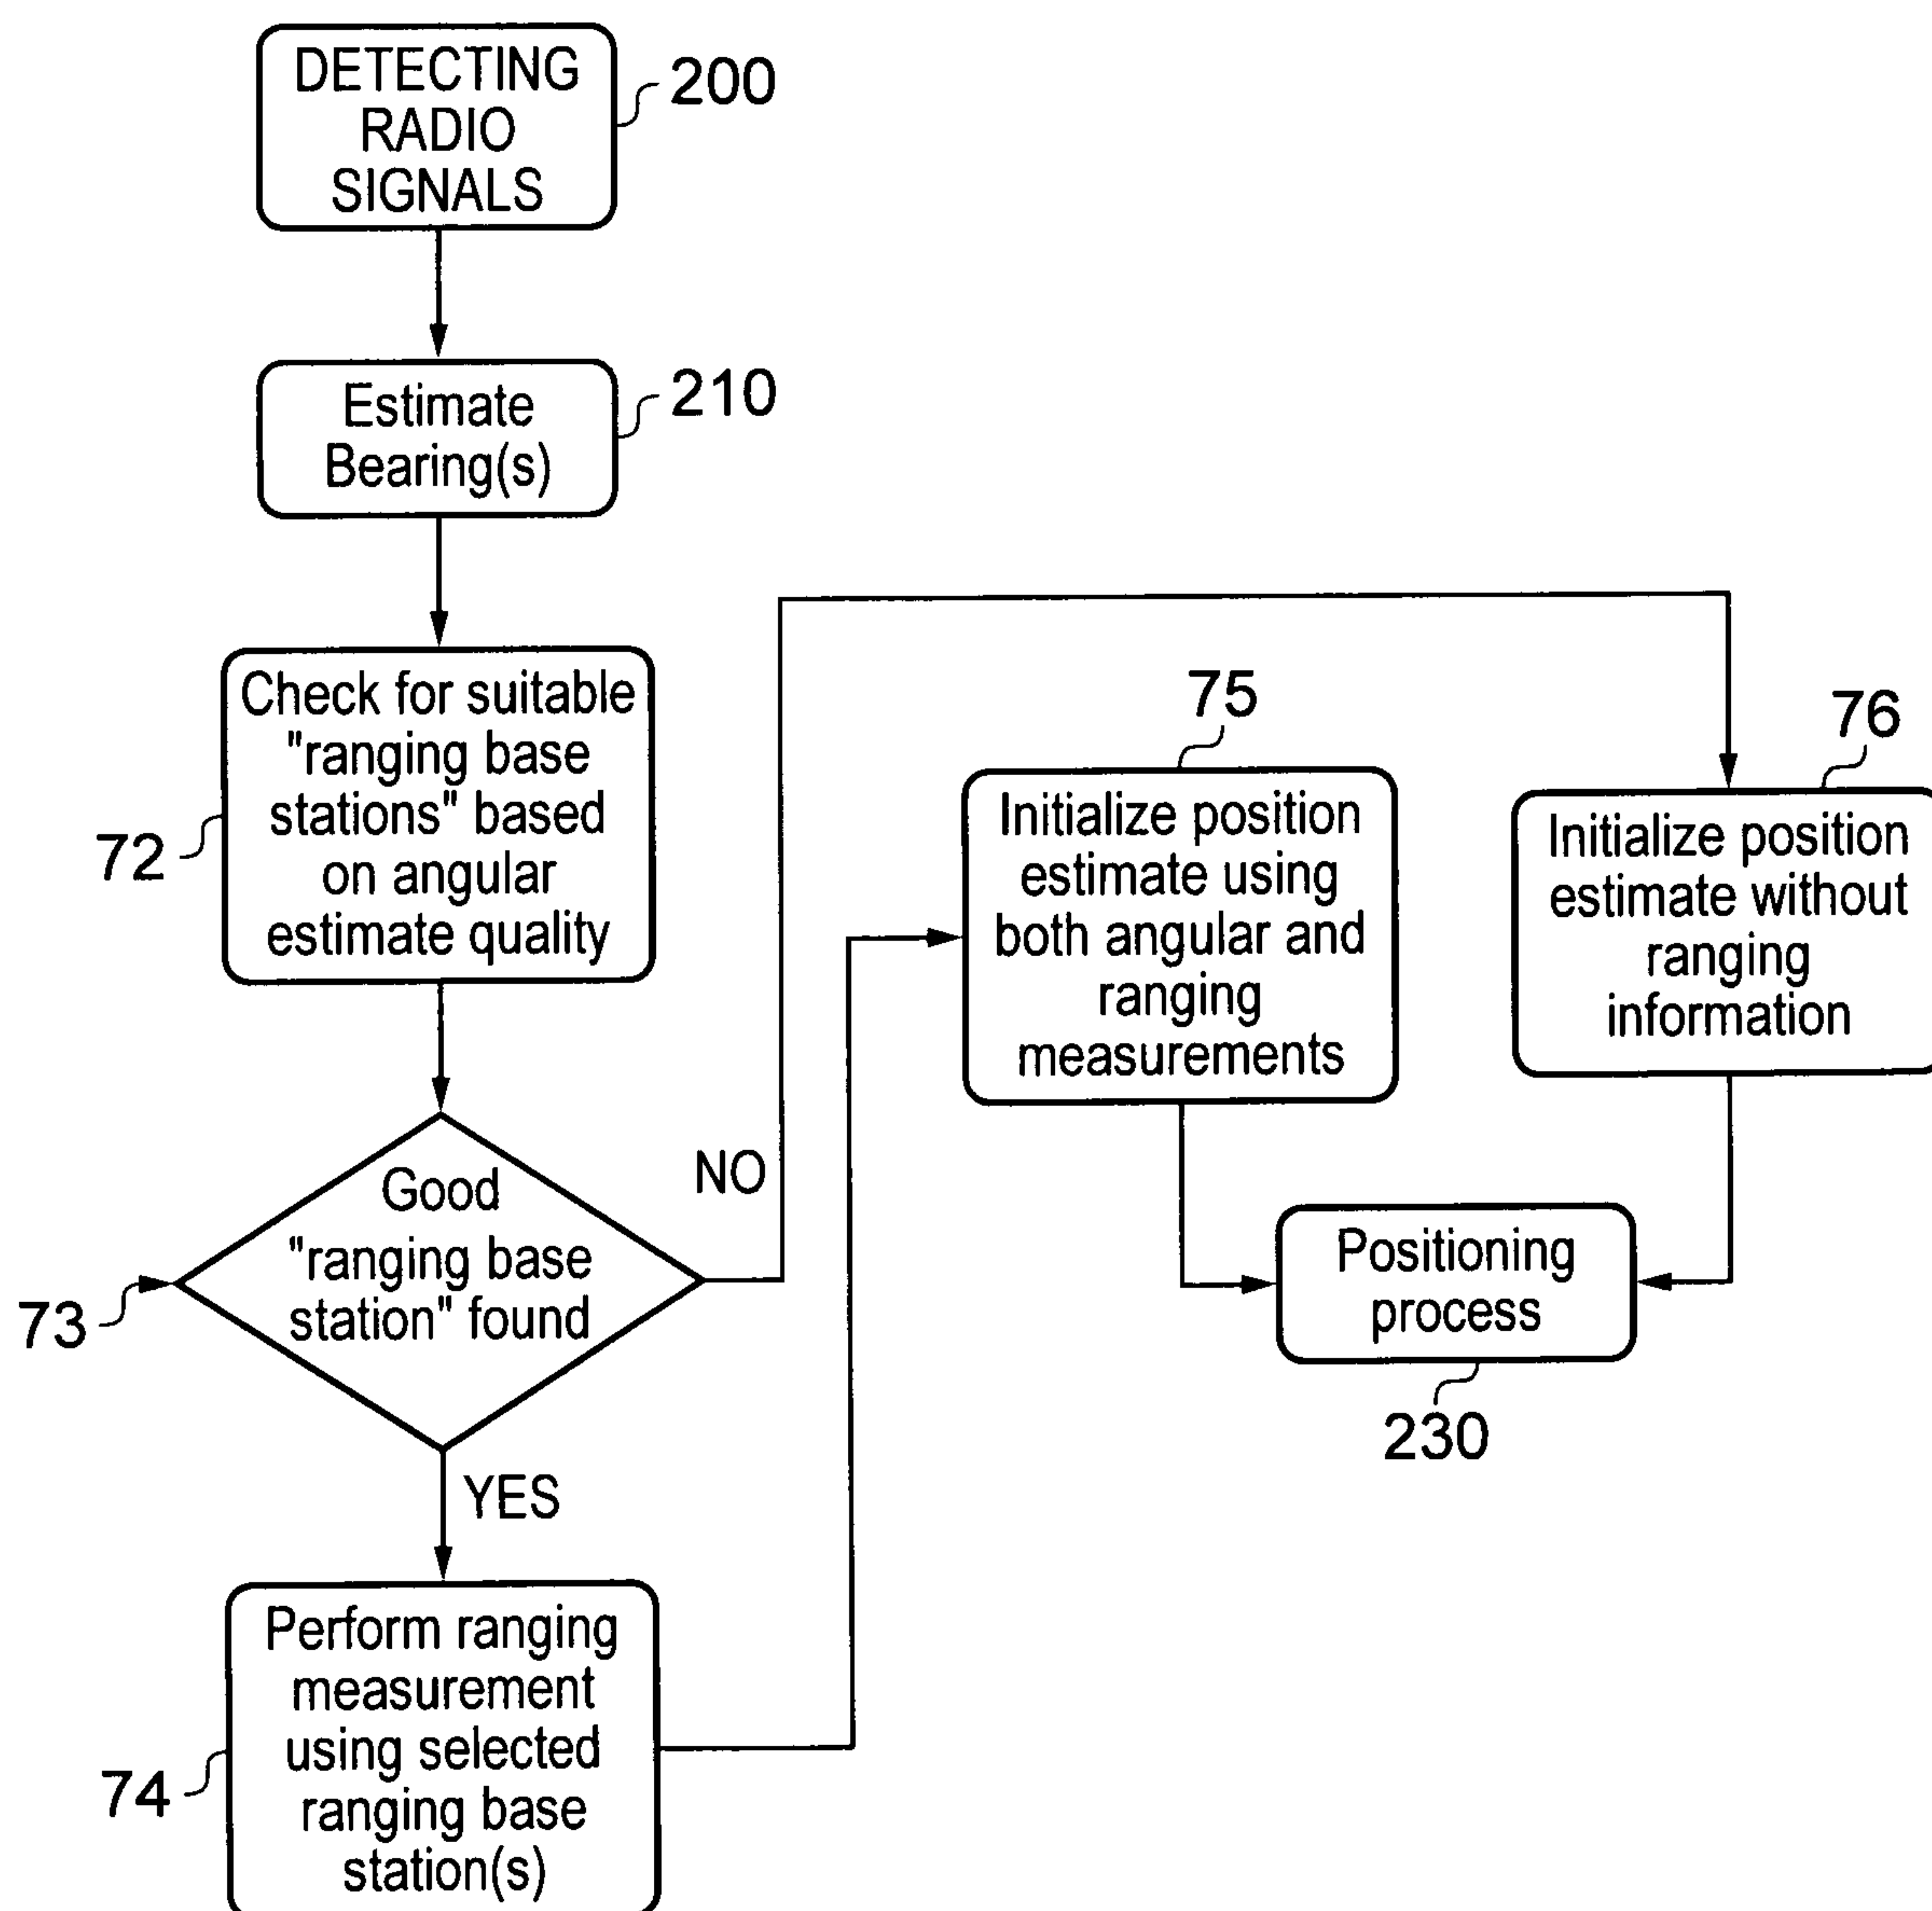 DETECTING
RADIO
SIGNALS
200
Estimate
Bearing(s)
210
Check for suitable
"ranging base
stations" based
on angular
estimate quality
72
Good
"ranging base
station" found
73
NO
YES
Perform ranging
measurement
using selected
ranging base
station(s)
74
75
Initialize position
estimate using
both angular and
ranging
measurements
76
Initialize position
estimate without
ranging
information
Positioning
process
230